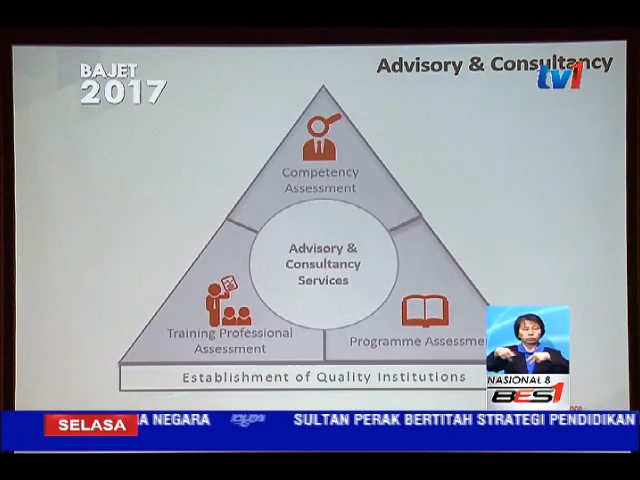 BAJET
2017
Advisory & Consultancy
tv1
Competency
Assessment
Advisory &
Consultancy
Services
Training Professional
Assessment
Programme Assessmen
Establishment of Quality Institutions
NASIONAL 8
BES1
SELASA
A NEGARA
SULTAN PERAK BERTITAH STRATEGI PENDIDIKAN